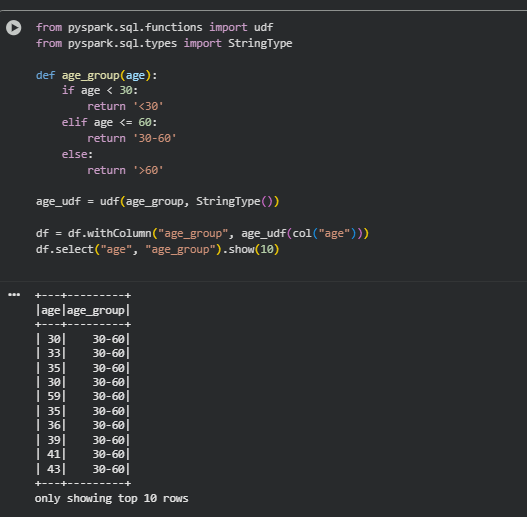 from pyspark.sql.functions import udf
from pyspark.sql.types import StringType

def age_group(age):
    if age < 30:
        return '<30'
    elif age <= 60:
        return '30-60'
    else:
        return '>60'

age_udf = udf(age_group, StringType())

df = df.withColumn("age_group", age_udf(col("age")))
df.select("age", "age_group").show(10)

+---+---------+
|age|age_group|
+---+---------+
| 30|    30-60|
| 33|    30-60|
| 35|    30-60|
| 30|    30-60|
| 59|    30-60|
| 35|    30-60|
| 36|    30-60|
| 39|    30-60|
| 41|    30-60|
| 43|    30-60|
+---+---------+
only showing top 10 rows